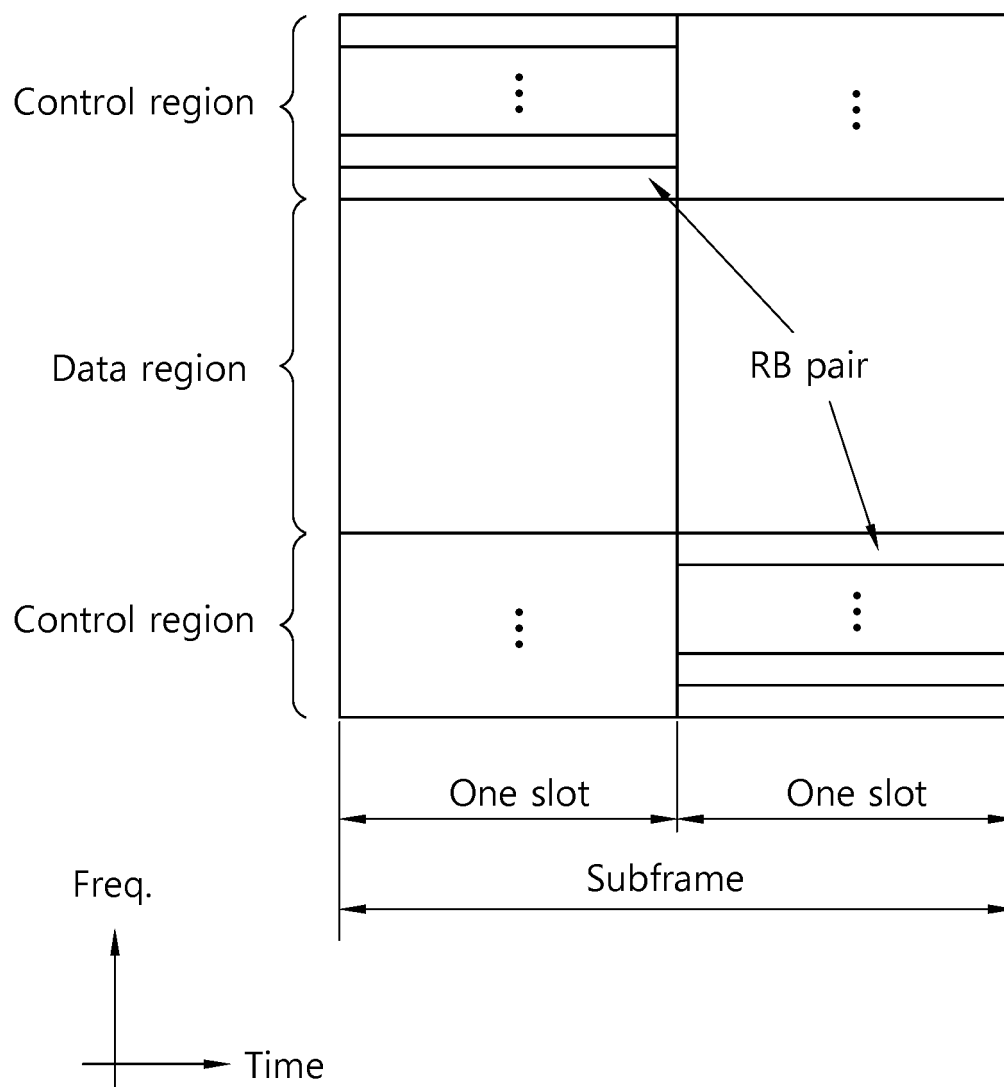 Control region
Data region
RB pair
Control region
One slot
One slot
Subframe
Freq.
Time